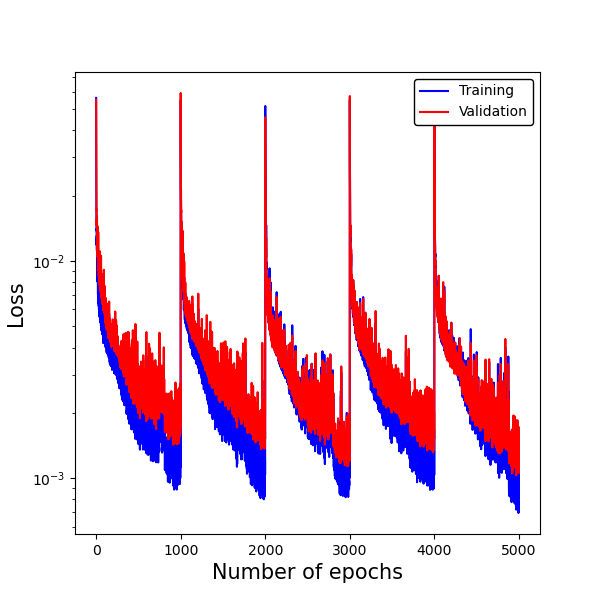 Training
Validation
10⁻²
10⁻³
Loss
0 1000 2000 3000 4000 5000
Number of epochs